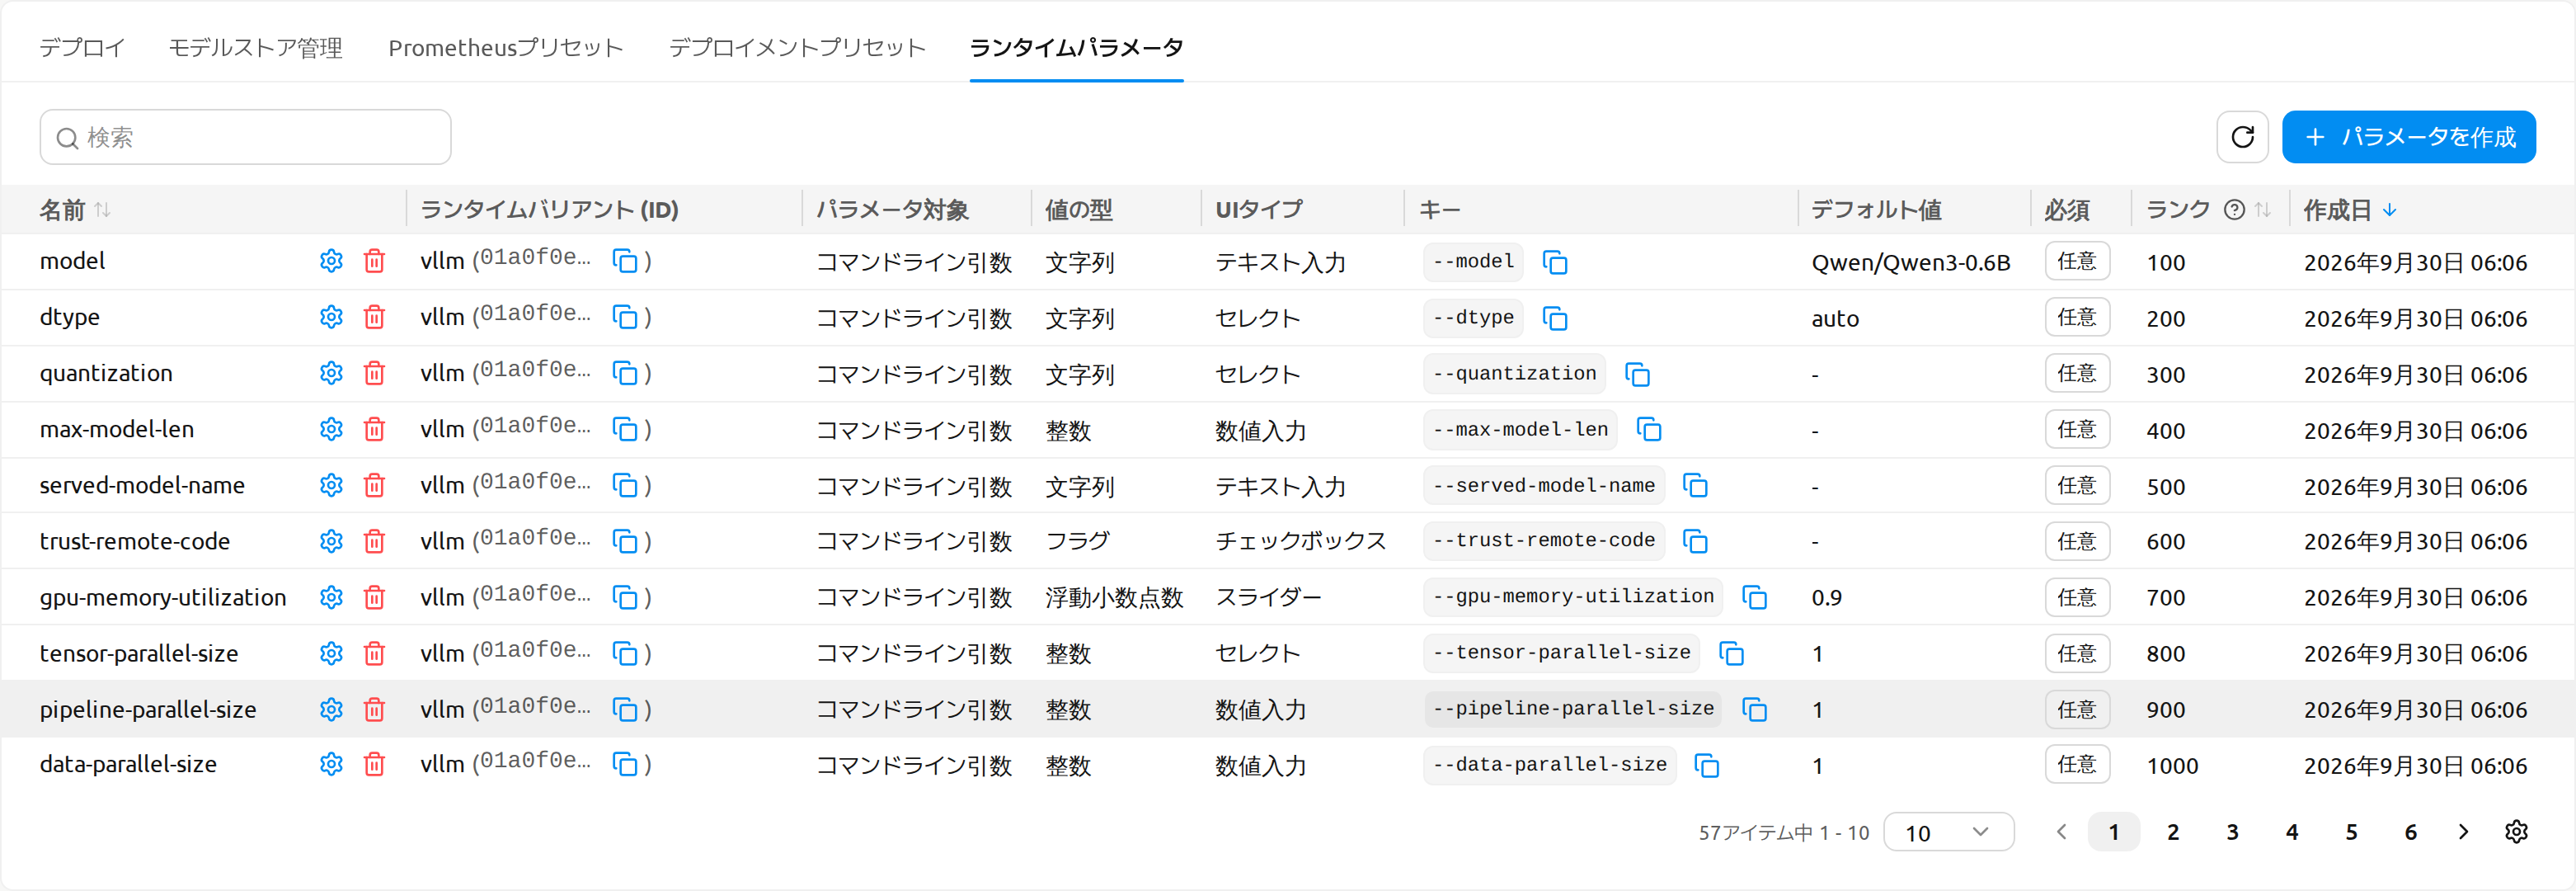 デプロイ モデルストア管理 Prometheusプリセット デプロイメントプリセット ランタイムパラメータ
検索 パラメータを作成
名前 ランタイムバリアント (ID) パラメータ対象 値の型 UIタイプ キー デフォルト値 必須 ランク 作成日
model vllm (01a0f0e… ) コマンドライン引数 文字列 テキスト入力 --model Qwen/Qwen3-0.6B 任意 100 2026年9月30日 06:06
dtype vllm (01a0f0e… ) コマンドライン引数 文字列 セレクト --dtype auto 任意 200 2026年9月30日 06:06
quantization vllm (01a0f0e… ) コマンドライン引数 文字列 セレクト --quantization - 任意 300 2026年9月30日 06:06
max-model-len vllm (01a0f0e… ) コマンドライン引数 整数 数値入力 --max-model-len - 任意 400 2026年9月30日 06:06
served-model-name vllm (01a0f0e… ) コマンドライン引数 文字列 テキスト入力 --served-model-name - 任意 500 2026年9月30日 06:06
trust-remote-code vllm (01a0f0e… ) コマンドライン引数 フラグ チェックボックス --trust-remote-code - 任意 600 2026年9月30日 06:06
gpu-memory-utilization vllm (01a0f0e… ) コマンドライン引数 浮動小数点数 スライダー --gpu-memory-utilization 0.9 任意 700 2026年9月30日 06:06
tensor-parallel-size vllm (01a0f0e… ) コマンドライン引数 整数 セレクト --tensor-parallel-size 1 任意 800 2026年9月30日 06:06
pipeline-parallel-size vllm (01a0f0e… ) コマンドライン引数 整数 数値入力 --pipeline-parallel-size 1 任意 900 2026年9月30日 06:06
data-parallel-size vllm (01a0f0e… ) コマンドライン引数 整数 数値入力 --data-parallel-size 1 任意 1000 2026年9月30日 06:06
57アイテム中 1 - 10 10 1 2 3 4 5 6